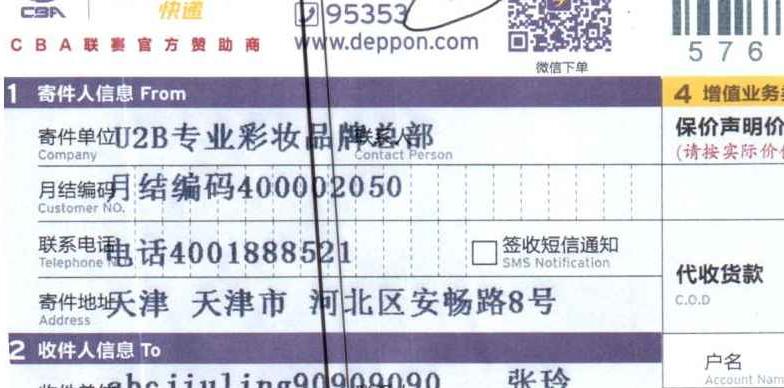 CBA 快递 95353
CBA联赛官方赞助商 www.deppon.com
微信下单 576
1 寄件人信息 From
4 增值业务
寄件单位 U2B专业彩妆品牌总部 联系人
Company Contact Person
保价声明价
(请按实际价
月结编码 月结编码400002050
Customer NO.
联系电话 电话4001888521 签收短信通知
Telephone SMS Notification
代收货款
C.O.D
寄件地址 天津 天津市 河北区安畅路8号
Address
2 收件人信息 To
户名
Account Nam
张玲